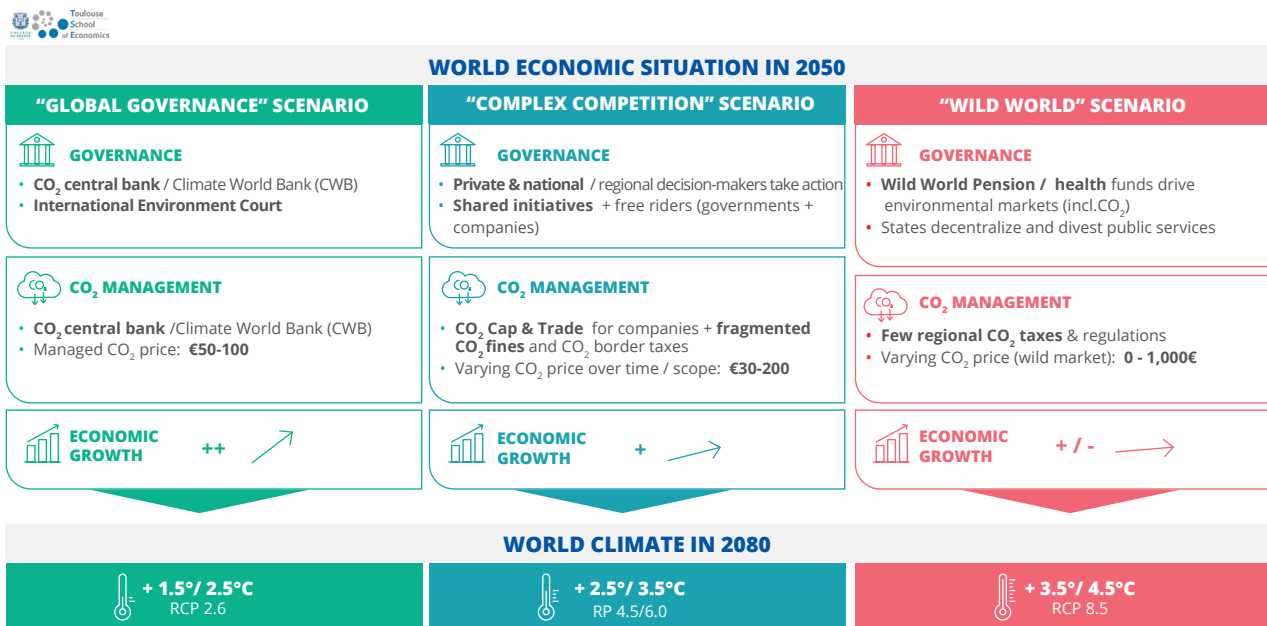 Toulouse
School
of Economics
COLLÈGE
DE FRANCE
WORLD ECONOMIC SITUATION IN 2050
“GLOBAL GOVERNANCE” SCENARIO
GOVERNANCE
• CO2 central bank / Climate World Bank (CWB)
• International Environment Court
CO2
CO2 MANAGEMENT
• CO2 central bank /Climate World Bank (CWB)
• Managed CO2 price: €50-100
ECONOMIC
GROWTH
++
“COMPLEX COMPETITION” SCENARIO
GOVERNANCE
• Private & national / regional decision-makers take action
• Shared initiatives + free riders (governments +
companies)
CO2
CO2 MANAGEMENT
• CO2 Cap & Trade for companies + fragmented
CO2 fines and CO2 border taxes
• Varying CO2 price over time / scope: €30-200
ECONOMIC
GROWTH
+
“WILD WORLD” SCENARIO
GOVERNANCE
• Wild World Pension / health funds drive
environmental markets (incl.CO2)
• States decentralize and divest public services
CO2
CO2 MANAGEMENT
• Few regional CO2 taxes & regulations
• Varying CO2 price (wild market): 0 - 1,000€
ECONOMIC
GROWTH
+ / -
WORLD CLIMATE IN 2080
+ 1.5°/ 2.5°C
RCP 2.6
+ 2.5°/ 3.5°C
RP 4.5/6.0
+ 3.5°/ 4.5°C
RCP 8.5